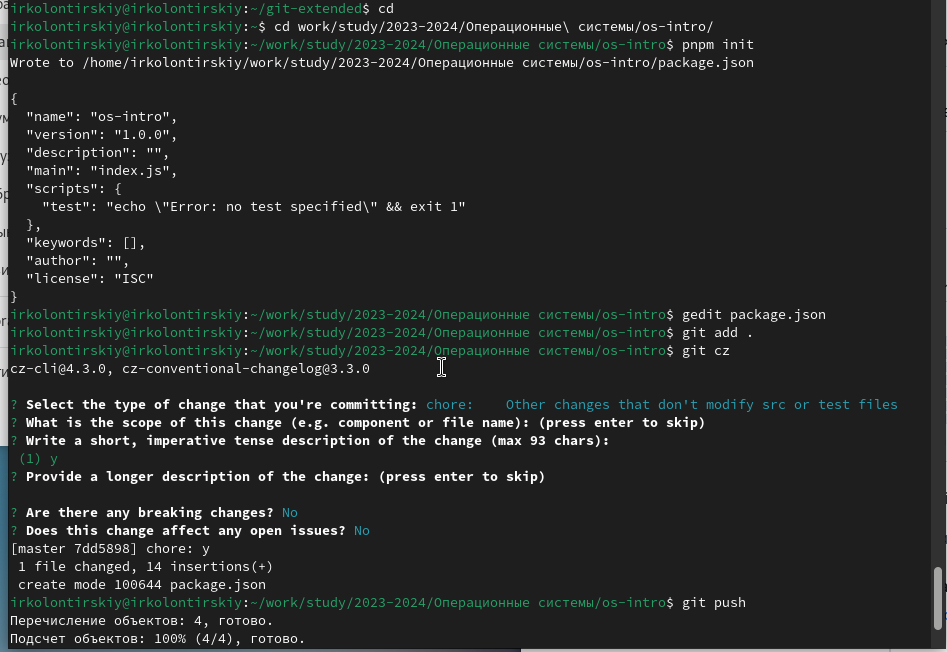 irkolontirskiy@irkolontirskiy:~/git-extended$ cd
irkolontirskiy@irkolontirskiy:~$ cd work/study/2023-2024/Операционные\ системы/os-intro/
irkolontirskiy@irkolontirskiy:~/work/study/2023-2024/Операционные системы/os-intro$ pnpm init
Wrote to /home/irkolontirskiy/work/study/2023-2024/Операционные системы/os-intro/package.json
{
  "name": "os-intro",
  "version": "1.0.0",
  "description": "",
  "main": "index.js",
  "scripts": {
    "test": "echo \"Error: no test specified\" && exit 1"
  },
  "keywords": [],
  "author": "",
  "license": "ISC"
}
irkolontirskiy@irkolontirskiy:~/work/study/2023-2024/Операционные системы/os-intro$ gedit package.json
irkolontirskiy@irkolontirskiy:~/work/study/2023-2024/Операционные системы/os-intro$ git add .
irkolontirskiy@irkolontirskiy:~/work/study/2023-2024/Операционные системы/os-intro$ git cz
cz-cli@4.3.0, cz-conventional-changelog@3.3.0
? Select the type of change that you're committing: chore:    Other changes that don't modify src or test files
? What is the scope of this change (e.g. component or file name): (press enter to skip)
? Write a short, imperative tense description of the change (max 93 chars):
 (1) y
? Provide a longer description of the change: (press enter to skip)
? Are there any breaking changes? No
? Does this change affect any open issues? No
[master 7dd5898] chore: y
 1 file changed, 14 insertions(+)
 create mode 100644 package.json
irkolontirskiy@irkolontirskiy:~/work/study/2023-2024/Операционные системы/os-intro$ git push
Перечисление объектов: 4, готово.
Подсчет объектов: 100% (4/4), готово.